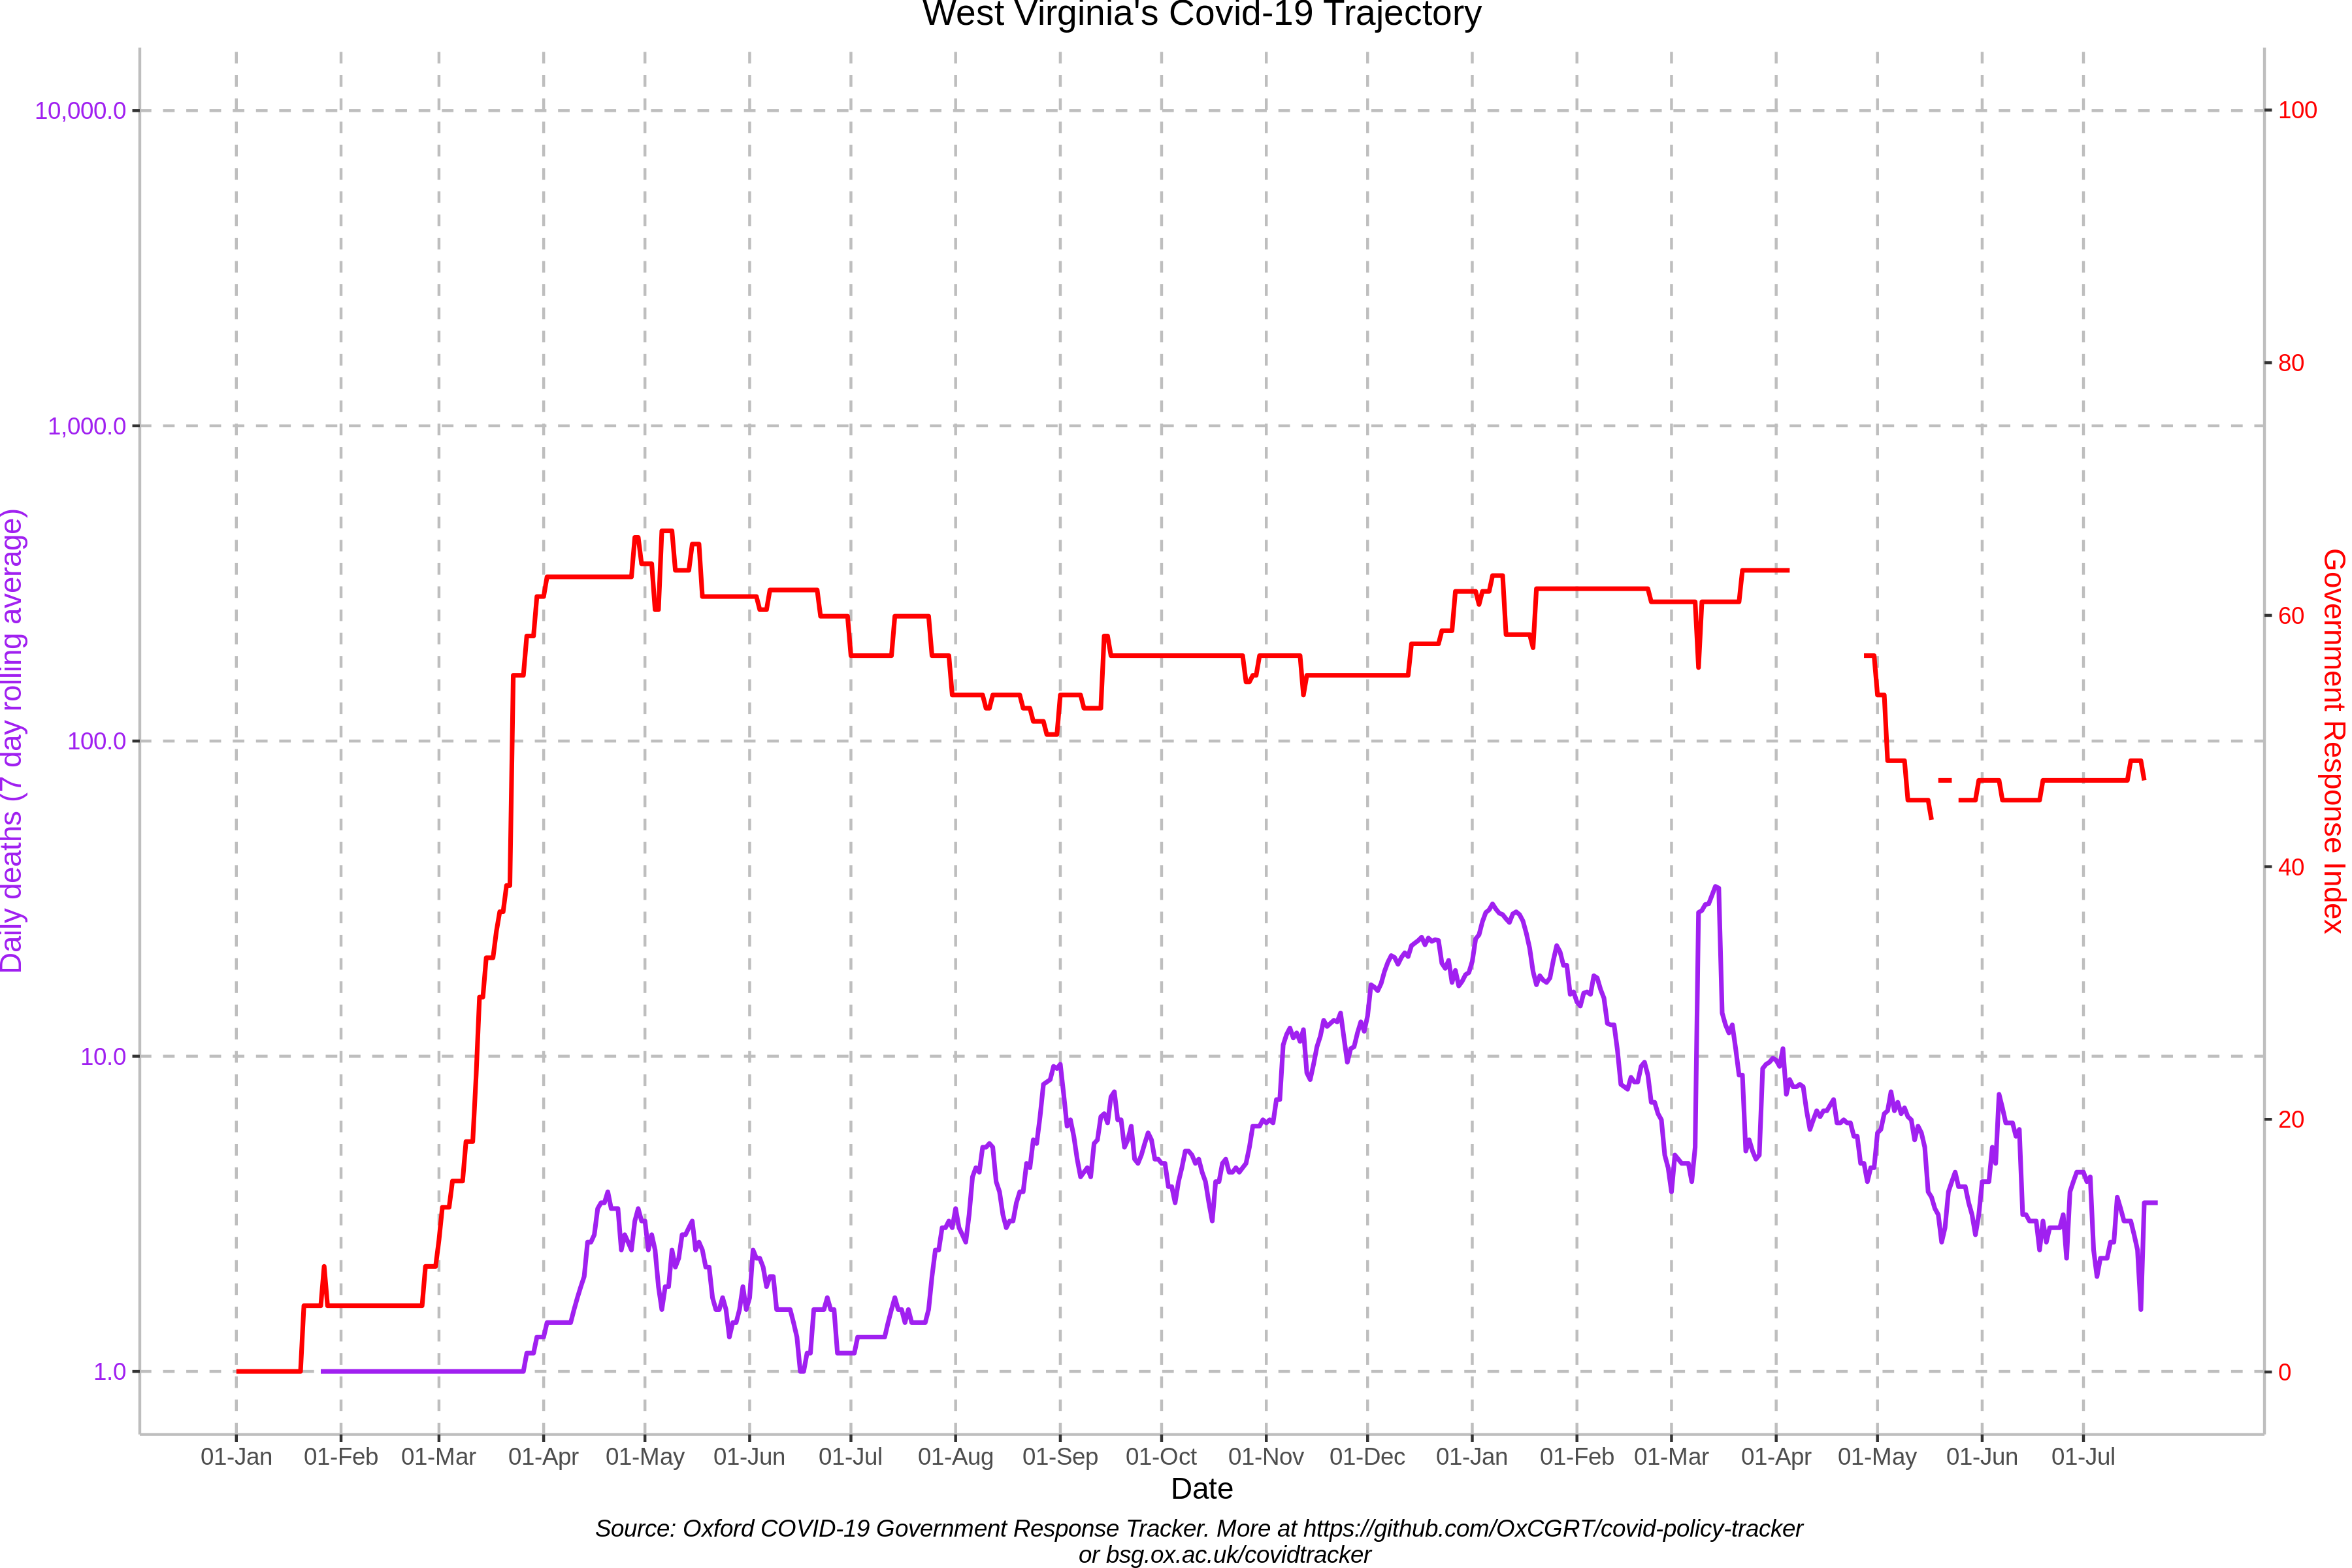 West Virginia's Covid-19 Trajectory
10,000.0
1,000.0
100.0
10.0
1.0
Daily deaths (7 day rolling average)
100
80
60
40
20
0
Government Response Index
01-Jan 01-Feb 01-Mar 01-Apr 01-May 01-Jun 01-Jul 01-Aug 01-Sep 01-Oct 01-Nov 01-Dec 01-Jan 01-Feb 01-Mar 01-Apr 01-May 01-Jun 01-Jul
Date
Source: Oxford COVID-19 Government Response Tracker. More at https://github.com/OxCGRT/covid-policy-tracker
or bsg.ox.ac.uk/covidtracker